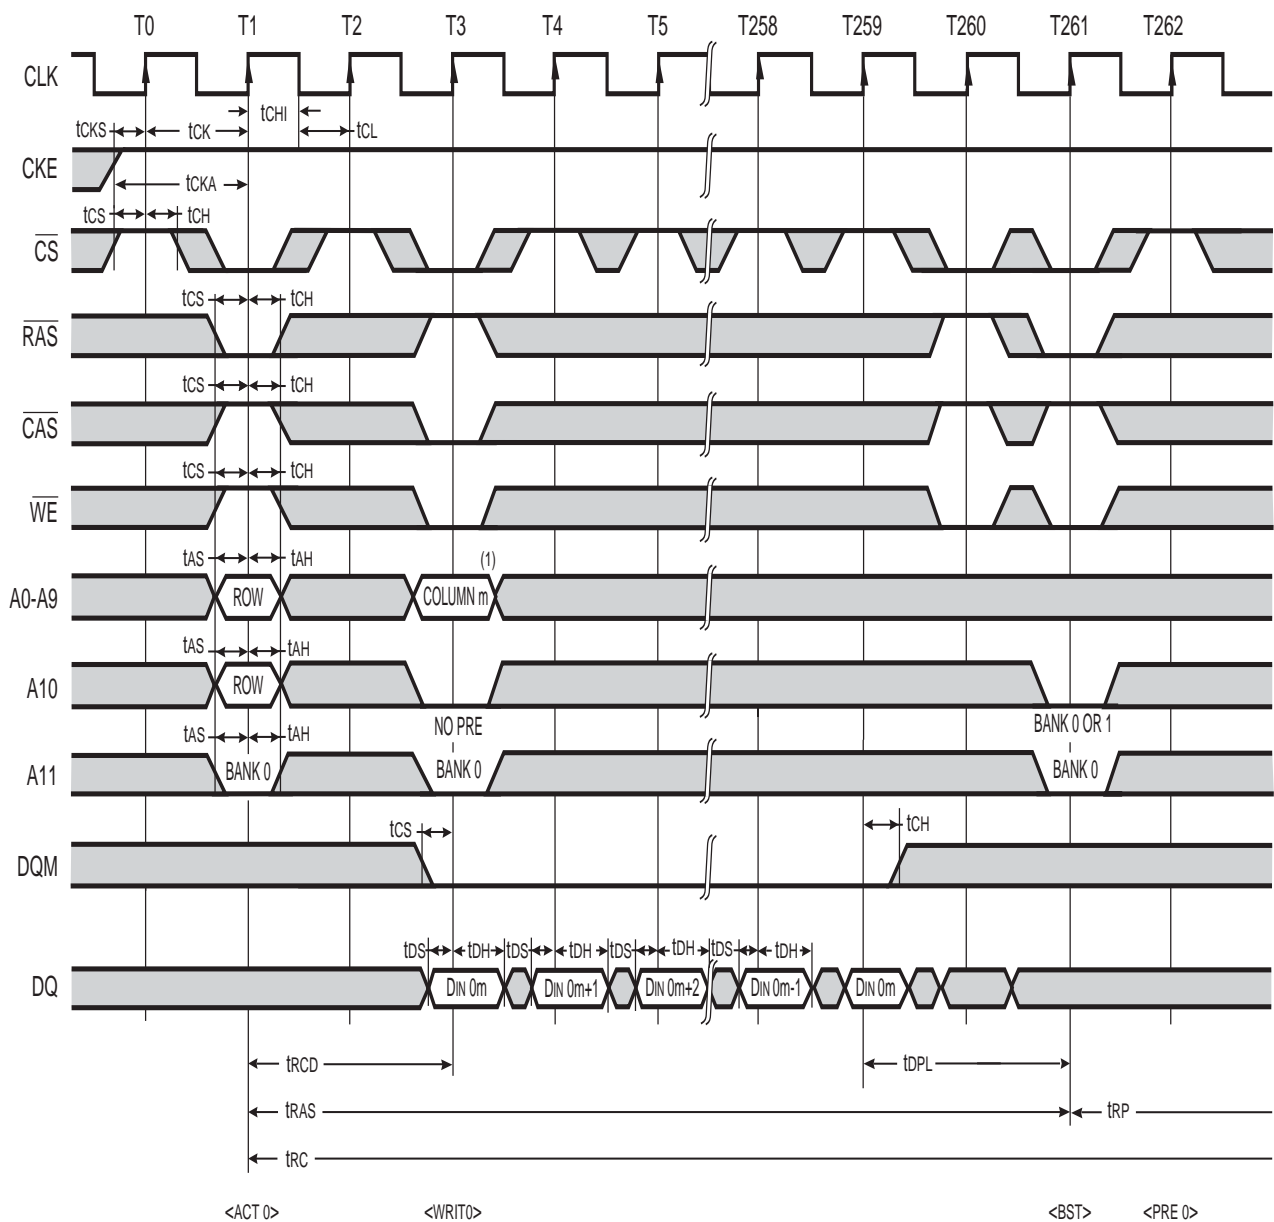 T0 T1 T2 T3 T4 T5 T258 T259 T260 T261 T262
CLK
tCHI
tCKS tCK tCL
CKE
tCKA
tCS tCH
CS
tCS tCH
RAS
tCS tCH
CAS
tCS tCH
WE
tAS tAH (1)
A0-A9 ROW COLUMN m
tAS tAH
A10 ROW
NO PRE BANK 0 OR 1
tAS tAH
A11 BANK 0 BANK 0 BANK 0
tCS tCH
DQM
tDS tDH tDS tDH tDS tDH tDS tDH
DQ DIN 0m DIN 0m+1 DIN 0m+2 DIN 0m-1 DIN 0m
tRCD tDPL
tRAS tRP
tRC
<ACT 0> <WRIT0> <BST> <PRE 0>